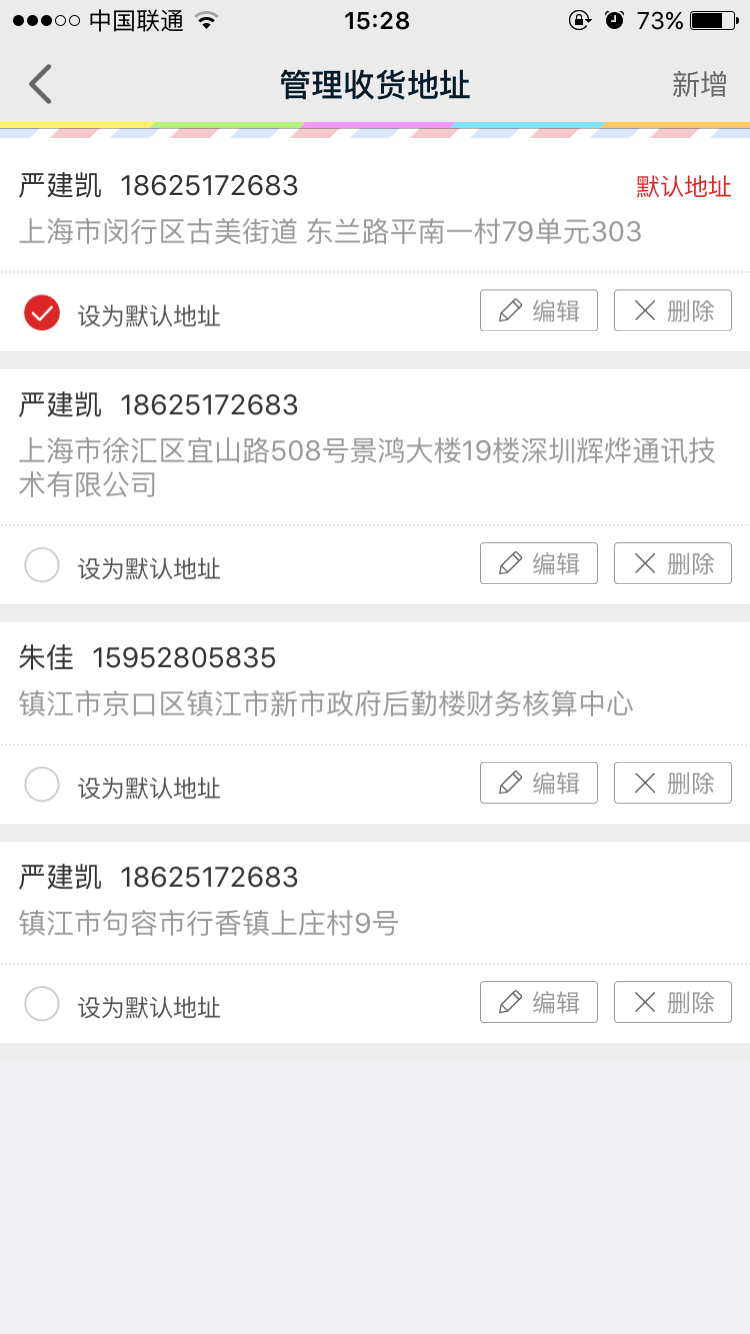 中国联通 15:28 73%
管理收货地址 新增
严建凯 18625172683 默认地址
上海市闵行区古美街道 东兰路平南一村79单元303
设为默认地址 编辑 删除
严建凯 18625172683
上海市徐汇区宜山路508号景鸿大楼19楼深圳辉烨通讯技
术有限公司
设为默认地址 编辑 删除
朱佳 15952805835
镇江市京口区镇江市新市政府后勤楼财务核算中心
设为默认地址 编辑 删除
严建凯 18625172683
镇江市句容市行香镇上庄村9号
设为默认地址 编辑 删除